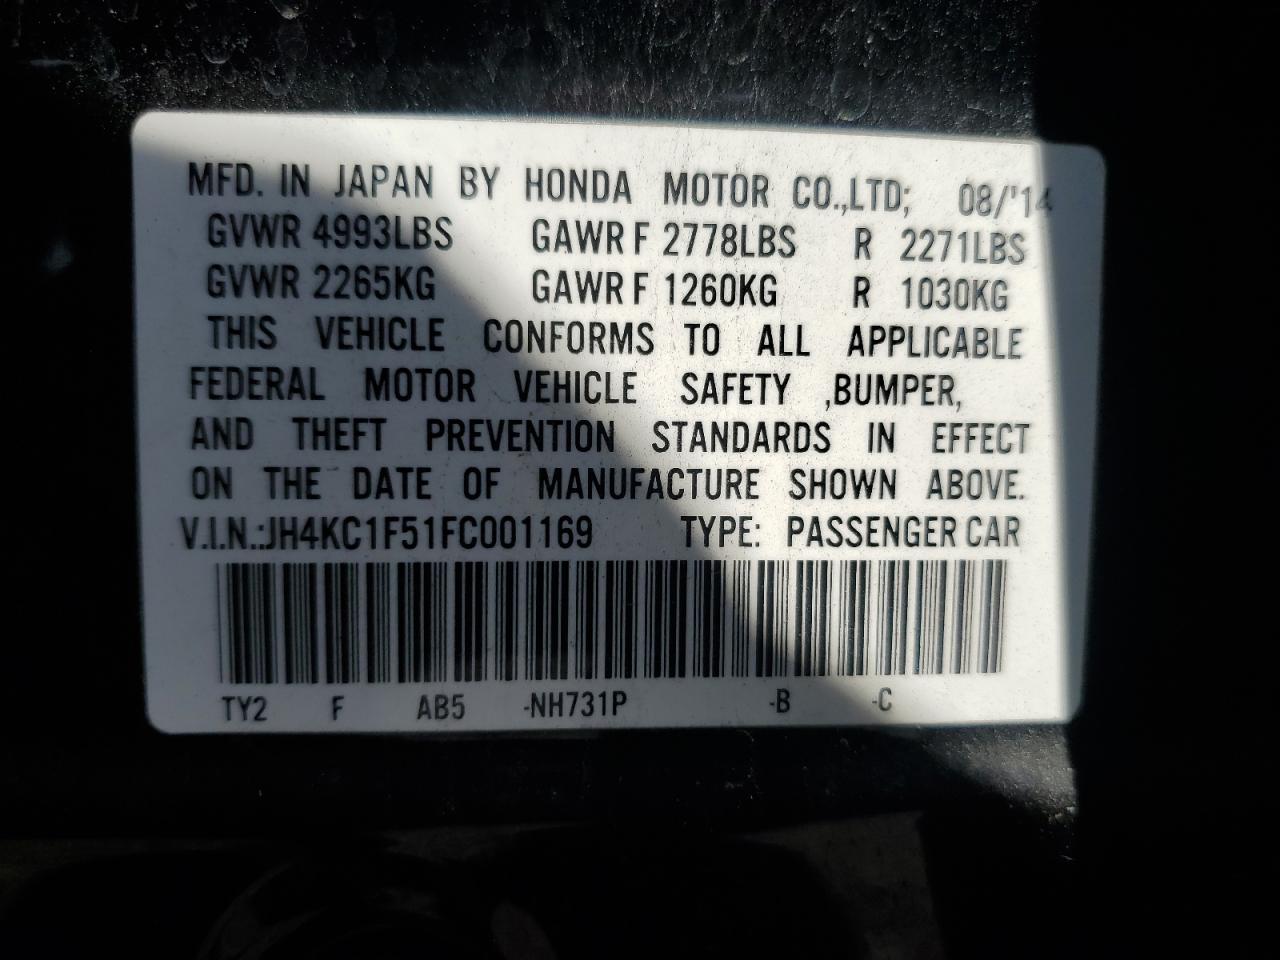 MFD. IN JAPAN BY HONDA MOTOR CO.,LTD; 08/'14
GVWR 4993LBS GAWR F 2778LBS R 2271LBS
GVWR 2265KG GAWR F 1260KG R 1030KG
THIS VEHICLE CONFORMS TO ALL APPLICABLE
FEDERAL MOTOR VEHICLE SAFETY ,BUMPER,
AND THEFT PREVENTION STANDARDS IN EFFECT
ON THE DATE OF MANUFACTURE SHOWN ABOVE.
V.I.N.:JH4KC1F51FC001169 TYPE: PASSENGER CAR
TY2 F AB5 -NH731P -B -C